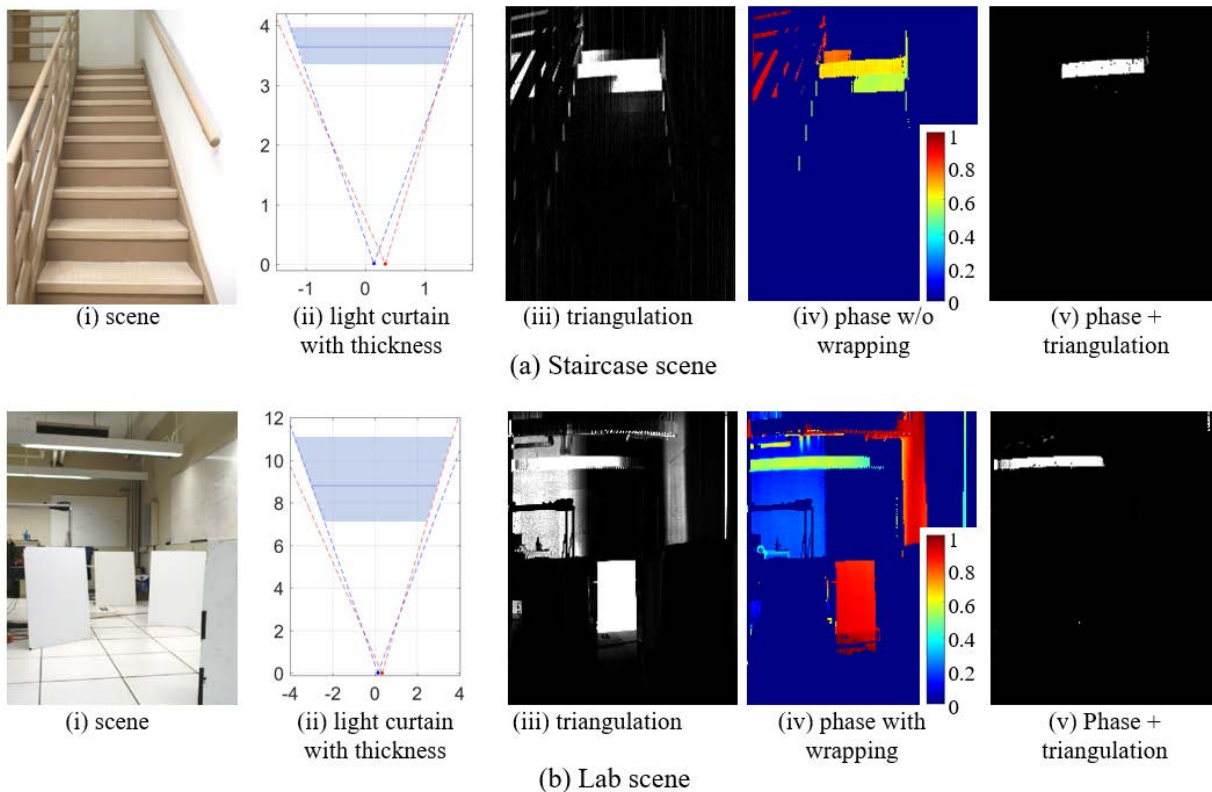 4
3
2
1
0
-1
0
1
1
0.8
0.6
0.4
0.2
0
(i) scene
(ii) light curtain
with thickness
(iii) triangulation
(iv) phase w/o
wrapping
(v) phase +
triangulation
(a) Staircase scene
12
10
8
6
4
2
0
-4
-2
0
2
4
1
0.8
0.6
0.4
0.2
0
(i) scene
(ii) light curtain
with thickness
(iii) triangulation
(iv) phase with
wrapping
(v) Phase +
triangulation
(b) Lab scene